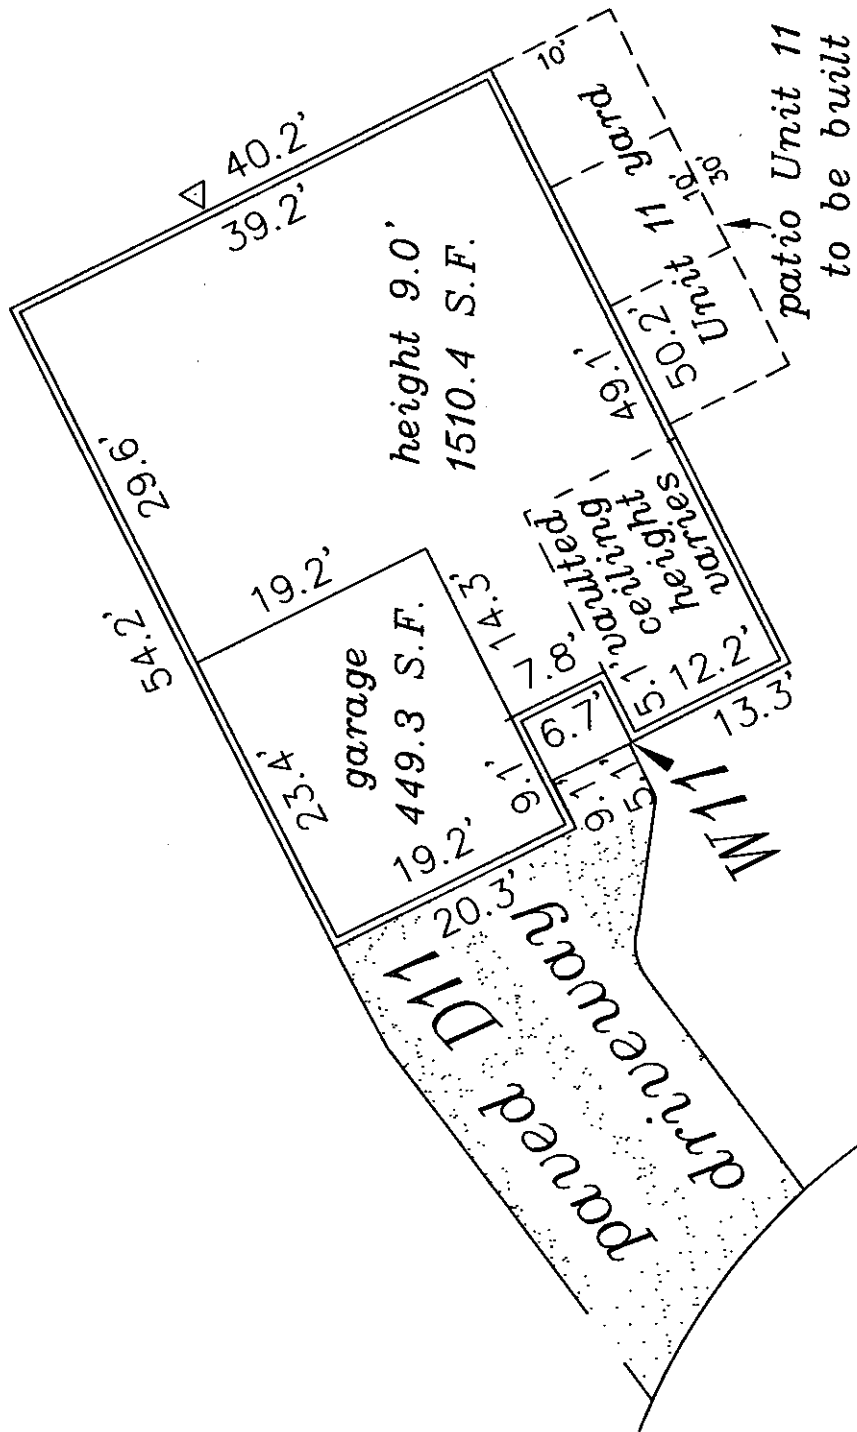 40.2'
39.2'
10'
Unit 11 yard
10'
30'
patio Unit 11
to be built
height 9.0'
1510.4 S.F.
29.6'
54.2'
19.2'
49.1'
50.2'
14.3'
garage
449.3 S.F.
23.4'
vaulted
ceiling
height
varies
7.8'
6.7'
5.1'
12.2'
13.3'
9.1'
19.2'
9.1'
5.1'
20.3'
W11
paved D11
driveway